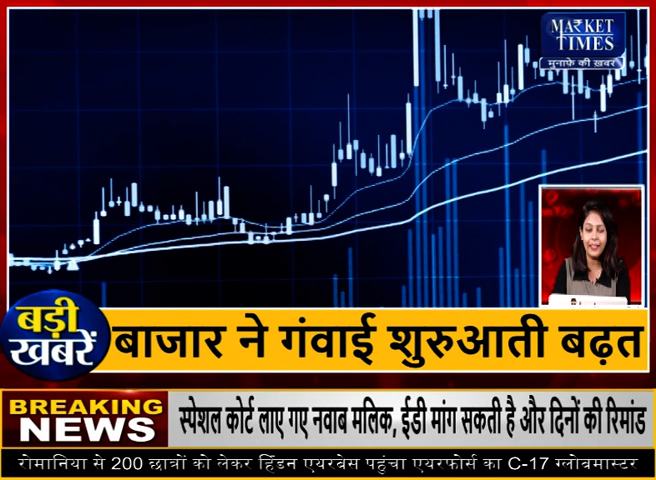 MARKET
TIMES
मुनाफे की ख़बर
बड़ी
खबरें
बाजार ने गंवाई शुरुआती बढ़त
BREAKING
NEWS
स्पेशल कोर्ट लाए गए नवाब मलिक, ईडी मांग सकती है और दिनों की रिमांड
रोमानिया से 200 छात्रों को लेकर हिंडन एयरबेस पहुंचा एयरफोर्स का C-17 ग्लोबमास्टर